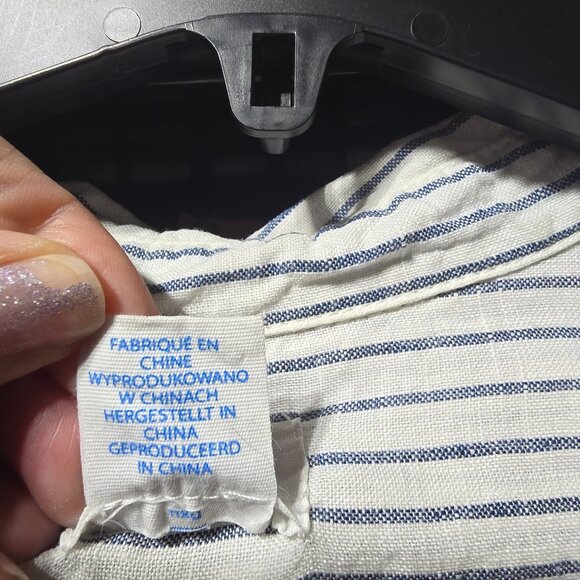 FABRIQUÉ EN
CHINE
WYPRODUKOWANO
W CHINACH
HERGESTELLT IN
CHINA
GEPRODUCEERD
IN CHINA